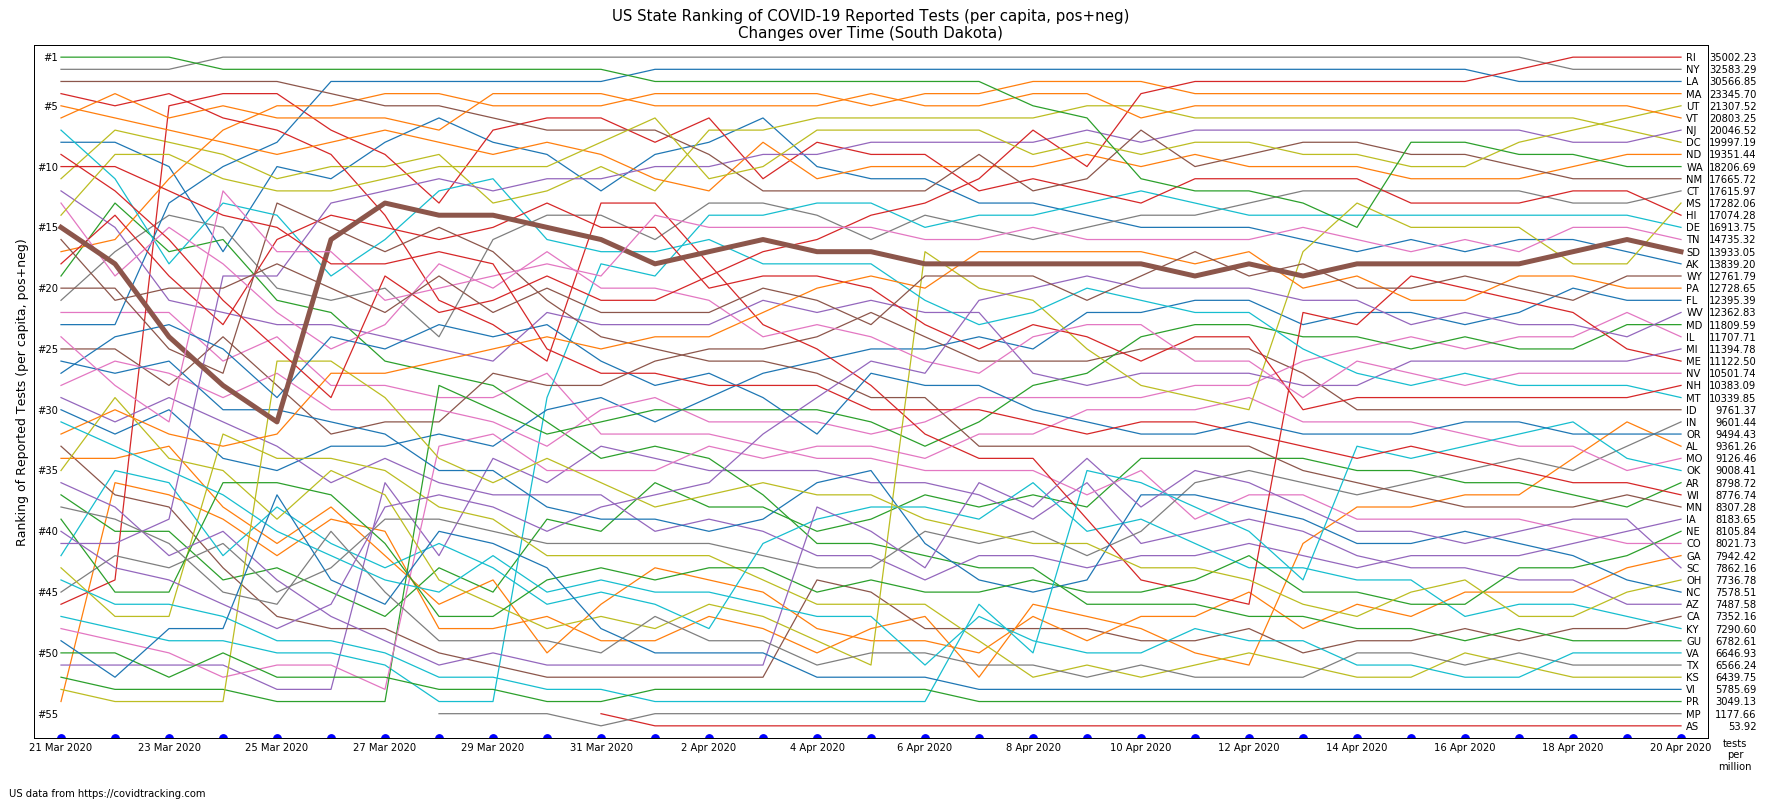 US State Ranking of COVID-19 Reported Tests (per capita, pos+neg)
Changes over Time (South Dakota)
Ranking of Reported Tests (per capita, pos+neg)
#1
#5
#10
#15
#20
#25
#30
#35
#40
#45
#50
#55
RI 35002.23
NY 32583.29
LA 30566.85
MA 23345.70
UT 21307.52
VT 20803.25
NJ 20046.52
DC 19997.19
ND 19351.44
WA 18206.69
NM 17665.72
CT 17615.97
MS 17282.06
HI 17074.28
DE 16913.75
TN 14735.32
SD 13933.05
AK 13839.20
WY 12761.79
PA 12728.65
FL 12395.39
WV 12362.83
MD 11809.59
IL 11707.71
MI 11394.78
ME 11122.50
NV 10501.74
NH 10383.09
MT 10339.85
ID 9761.37
IN 9601.44
OR 9494.43
AL 9361.26
MO 9126.46
OK 9008.41
AR 8798.72
WI 8776.74
MN 8307.28
IA 8183.65
NE 8105.84
CO 8021.73
GA 7942.42
SC 7862.16
OH 7736.78
NC 7578.51
AZ 7487.58
CA 7352.16
KY 7290.60
GU 6782.61
VA 6646.93
TX 6566.24
KS 6439.75
VI 5785.69
PR 3049.13
MP 1177.66
AS 53.92
21 Mar 2020
23 Mar 2020
25 Mar 2020
27 Mar 2020
29 Mar 2020
31 Mar 2020
2 Apr 2020
4 Apr 2020
6 Apr 2020
8 Apr 2020
10 Apr 2020
12 Apr 2020
14 Apr 2020
16 Apr 2020
18 Apr 2020
20 Apr 2020
tests
per
million
US data from https://covidtracking.com